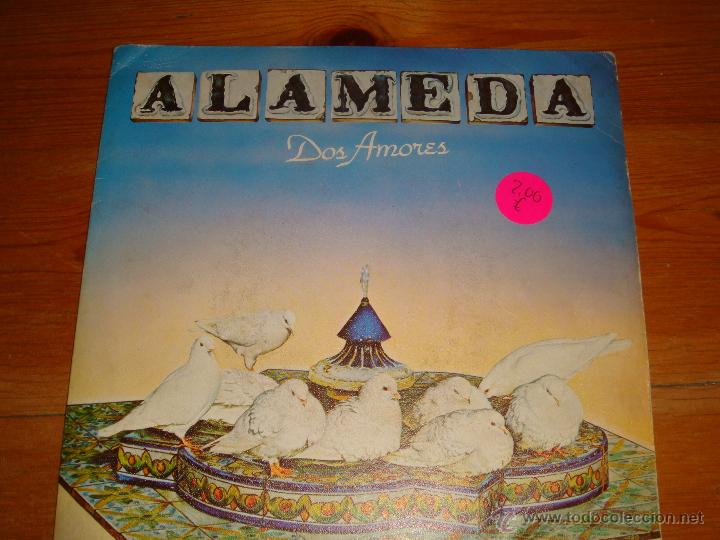 ALAMEDA
Dos Amores
2,00
€
www.todocoleccion.net